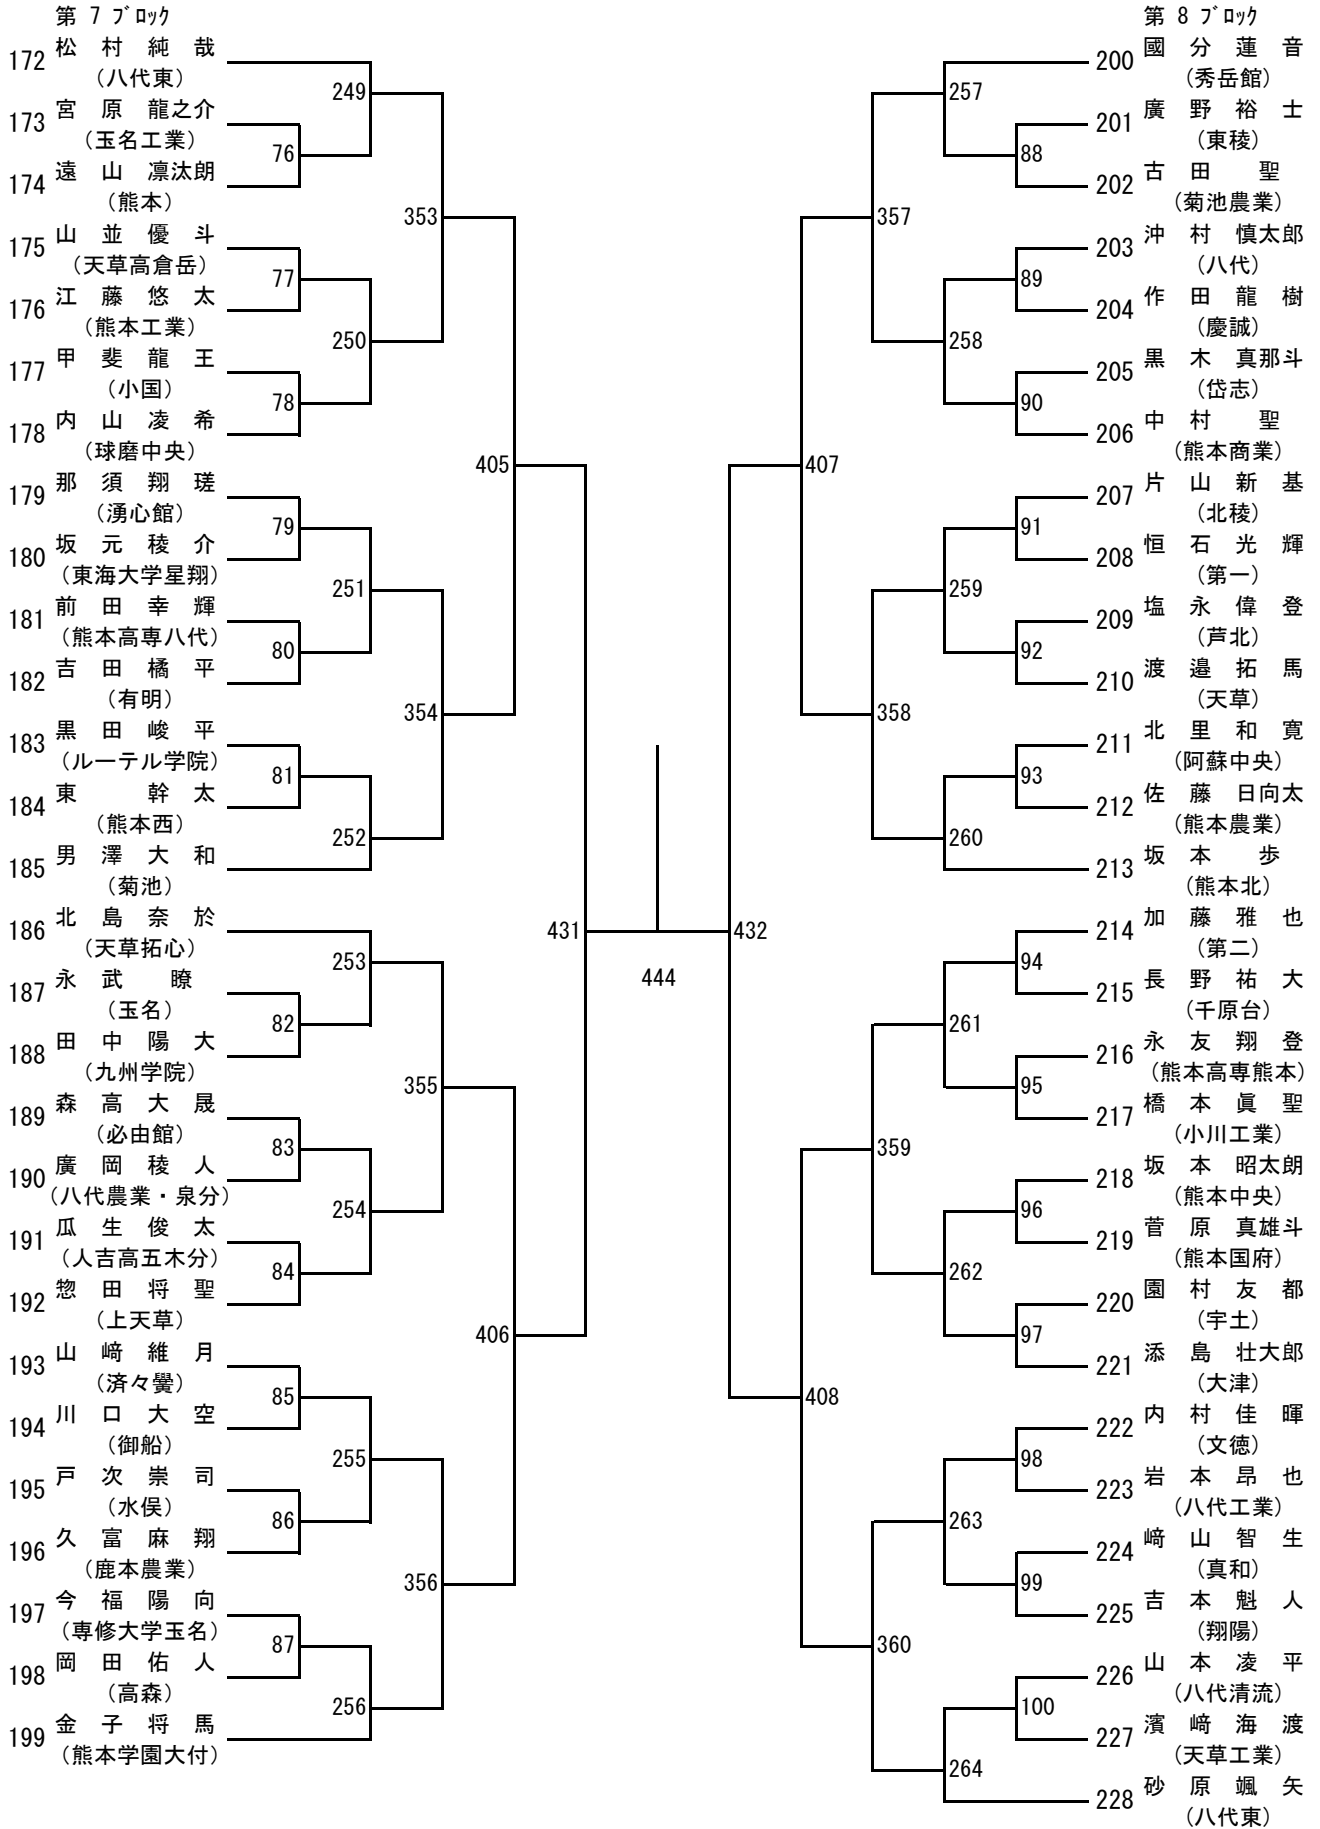 第 7 ブロック
172 松 村 純 哉
(八代東)
249
173 宮 原 龍之介
(玉名工業)
76
174 遠 山 凛汰朗
(熊本)
353
175 山 並 優 斗
(天草高倉岳)
77
176 江 藤 悠 太
(熊本工業)
250
177 甲 斐 龍 王
(小国)
78
178 内 山 凌 希
(球磨中央)
405
179 那 須 翔 瑳
(湧心館)
79
180 坂 元 稜 介
(東海大学星翔)
251
181 前 田 幸 輝
(熊本高専八代)
80
182 吉 田 橘 平
(有明)
354
183 黒 田 峻 平
(ルーテル学院)
81
184 東 幹 太
(熊本西)
252
185 男 澤 大 和
(菊池)
431
186 北 島 奈 於
(天草拓心)
253
187 永 武 瞭
(玉名)
82
188 田 中 陽 大
(九州学院)
355
189 森 高 大 晟
(必由館)
83
190 廣 岡 稜 人
(八代農業・泉分)
254
191 瓜 生 俊 太
(人吉高五木分)
84
192 惣 田 将 聖
(上天草)
406
193 山 﨑 維 月
(済々黌)
85
194 川 口 大 空
(御船)
255
195 戸 次 崇 司
(水俣)
86
196 久 富 麻 翔
(鹿本農業)
356
197 今 福 陽 向
(専修大学玉名)
87
198 岡 田 佑 人
(高森)
256
199 金 子 将 馬
(熊本学園大付)
444
第 8 ブロック
200 國 分 蓮 音
(秀岳館)
257
201 廣 野 裕 士
(東稜)
88
202 古 田 聖
(菊池農業)
357
203 沖 村 慎太郎
(八代)
89
204 作 田 龍 樹
(慶誠)
258
205 黒 木 真那斗
(岱志)
90
206 中 村 聖
(熊本商業)
407
207 片 山 新 基
(北稜)
91
208 恒 石 光 輝
(第一)
259
209 塩 永 偉 登
(芦北)
92
210 渡 邉 拓 馬
(天草)
358
211 北 里 和 寛
(阿蘇中央)
93
212 佐 藤 日向太
(熊本農業)
260
213 坂 本 歩
(熊本北)
432
214 加 藤 雅 也
(第二)
94
215 長 野 祐 大
(千原台)
261
216 永 友 翔 登
(熊本高専熊本)
95
217 橋 本 眞 聖
(小川工業)
359
218 坂 本 昭太朗
(熊本中央)
96
219 菅 原 真雄斗
(熊本国府)
262
220 園 村 友 都
(宇土)
97
221 添 島 壮大郎
(大津)
408
222 内 村 佳 暉
(文徳)
98
223 岩 本 昂 也
(八代工業)
263
224 﨑 山 智 生
(真和)
99
225 吉 本 魁 人
(翔陽)
360
226 山 本 凌 平
(八代清流)
100
227 濱 﨑 海 渡
(天草工業)
264
228 砂 原 颯 矢
(八代東)